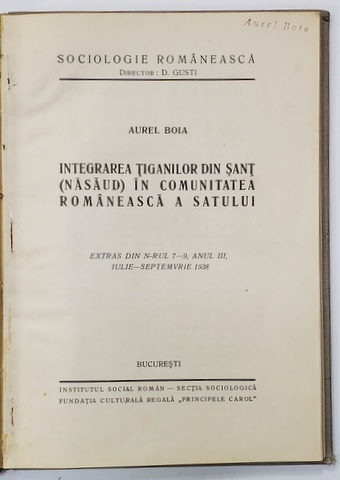 Aurel Boia
SOCIOLOGIE ROMÂNEASCĂ
DIRECTOR: D. GUSTI
AUREL BOIA
INTEGRAREA ŢIGANILOR DIN ŞANŢ
(NĂSĂUD) ÎN COMUNITATEA
ROMÂNEASCĂ A SATULUI
EXTRAS DIN N-RUL 7—9, ANUL III,
IULIE—SEPTEMVRIE 1938
BUCUREŞTI
INSTITUTUL SOCIAL ROMÂN — SECŢIA SOCIOLOGICĂ
FUNDAŢIA CULTURALĂ REGALĂ „PRINCIPELE CAROL"